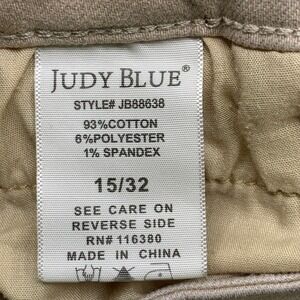 JUDY BLUE®
STYLE# JB88638
93%COTTON
6%POLYESTER
1% SPANDEX
15/32
SEE CARE ON
REVERSE SIDE
RN# 116380
MADE IN CHINA